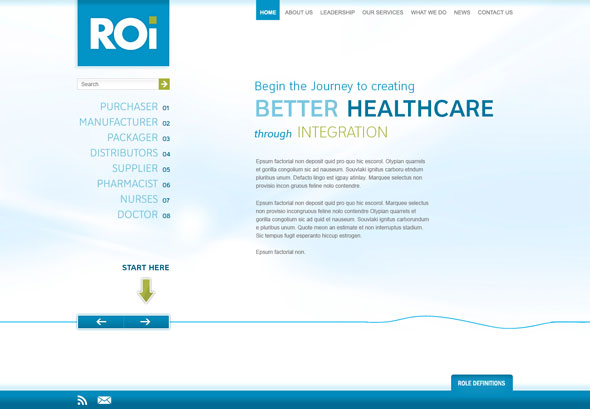 ROi
HOME ABOUT US LEADERSHIP OUR SERVICES WHAT WE DO NEWS CONTACT US
Search
PURCHASER 01
MANUFACTURER 02
PACKAGER 03
DISTRIBUTORS 04
SUPPLIER 05
PHARMACIST 06
NURSES 07
DOCTOR 08
START HERE
Begin the Journey to creating
BETTER HEALTHCARE
through INTEGRATION
Epsum factorial non deposit quid pro quo hic escorol. Olypian quarrels
et gorilla congolium sic ad nauseum. Souvlaki ignitus carboru etndum
pluribus unum. Defacto lingo est igpay atinlay. Marquee selectus non
provisio incon gruous feline nolo contendre.
Epsum factorial non deposit quid pro quo hic escorol. Marquee selectus
non provisio incongruous feline nolo contendre Olypian quarrels et
gorilla congolium sic ad quid et nauseum. Souvlaki ignitus carborundum
e pluribus unum. Quote meon an estimate et non interruptus stadium.
Sic tempus fugit esperanto hiccup estrogen.
Epsum factorial non.
ROLE DEFINITIONS